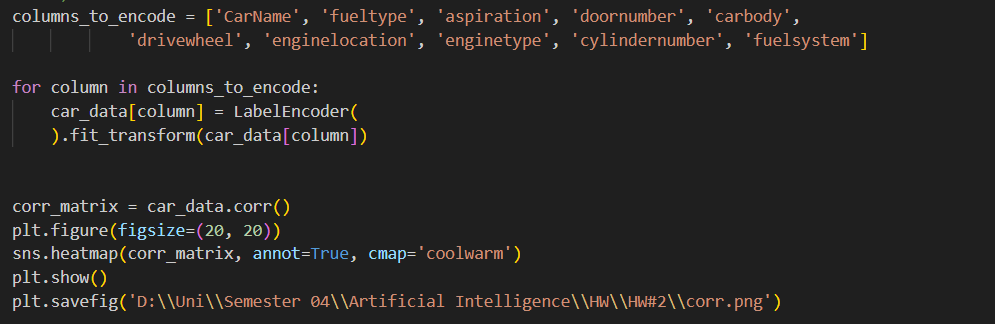 columns_to_encode = ['CarName', 'fueltype', 'aspiration', 'doornumber', 'carbody',
'drivewheel', 'enginelocation', 'enginetype', 'cylindernumber', 'fuelsystem']
for column in columns_to_encode:
car_data[column] = LabelEncoder(
).fit_transform(car_data[column])
corr_matrix = car_data.corr()
plt.figure(figsize=(20, 20))
sns.heatmap(corr_matrix, annot=True, cmap='coolwarm')
plt.show()
plt.savefig('D:\\Uni\\Semester 04\\Artificial Intelligence\\HW\\HW#2\\corr.png')